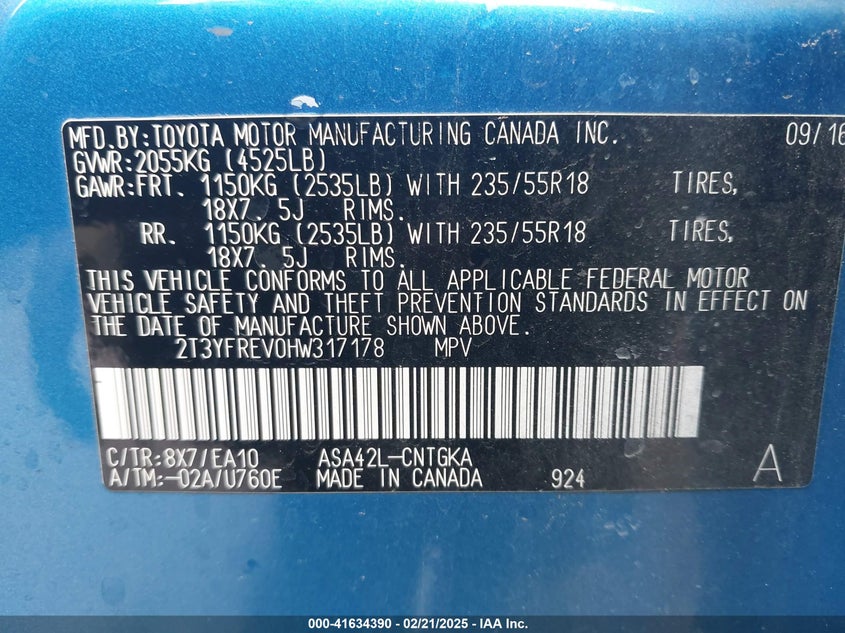 MFD.BY:TOYOTA MOTOR MANUFACTURING CANADA INC. 09/16
GVWR:2055KG (4525LB)
GAWR:FRT. 1150KG (2535LB) WITH 235/55R18 TIRES,
18X7. 5J RIMS.
RR. 1150KG (2535LB) WITH 235/55R18 TIRES,
18X7. 5J RIMS.
THIS VEHICLE CONFORMS TO ALL APPLICABLE FEDERAL MOTOR
VEHICLE SAFETY AND THEFT PREVENTION STANDARDS IN EFFECT ON
THE DATE OF MANUFACTURE SHOWN ABOVE.
2T3YFREV0HW317178 MPV
C/TR:8X7/EA10 ASA42L-CNTGKA A
A/TM:-02A/U760E MADE IN CANADA 924
000-41634390 - 02/21/2025 - IAA Inc.